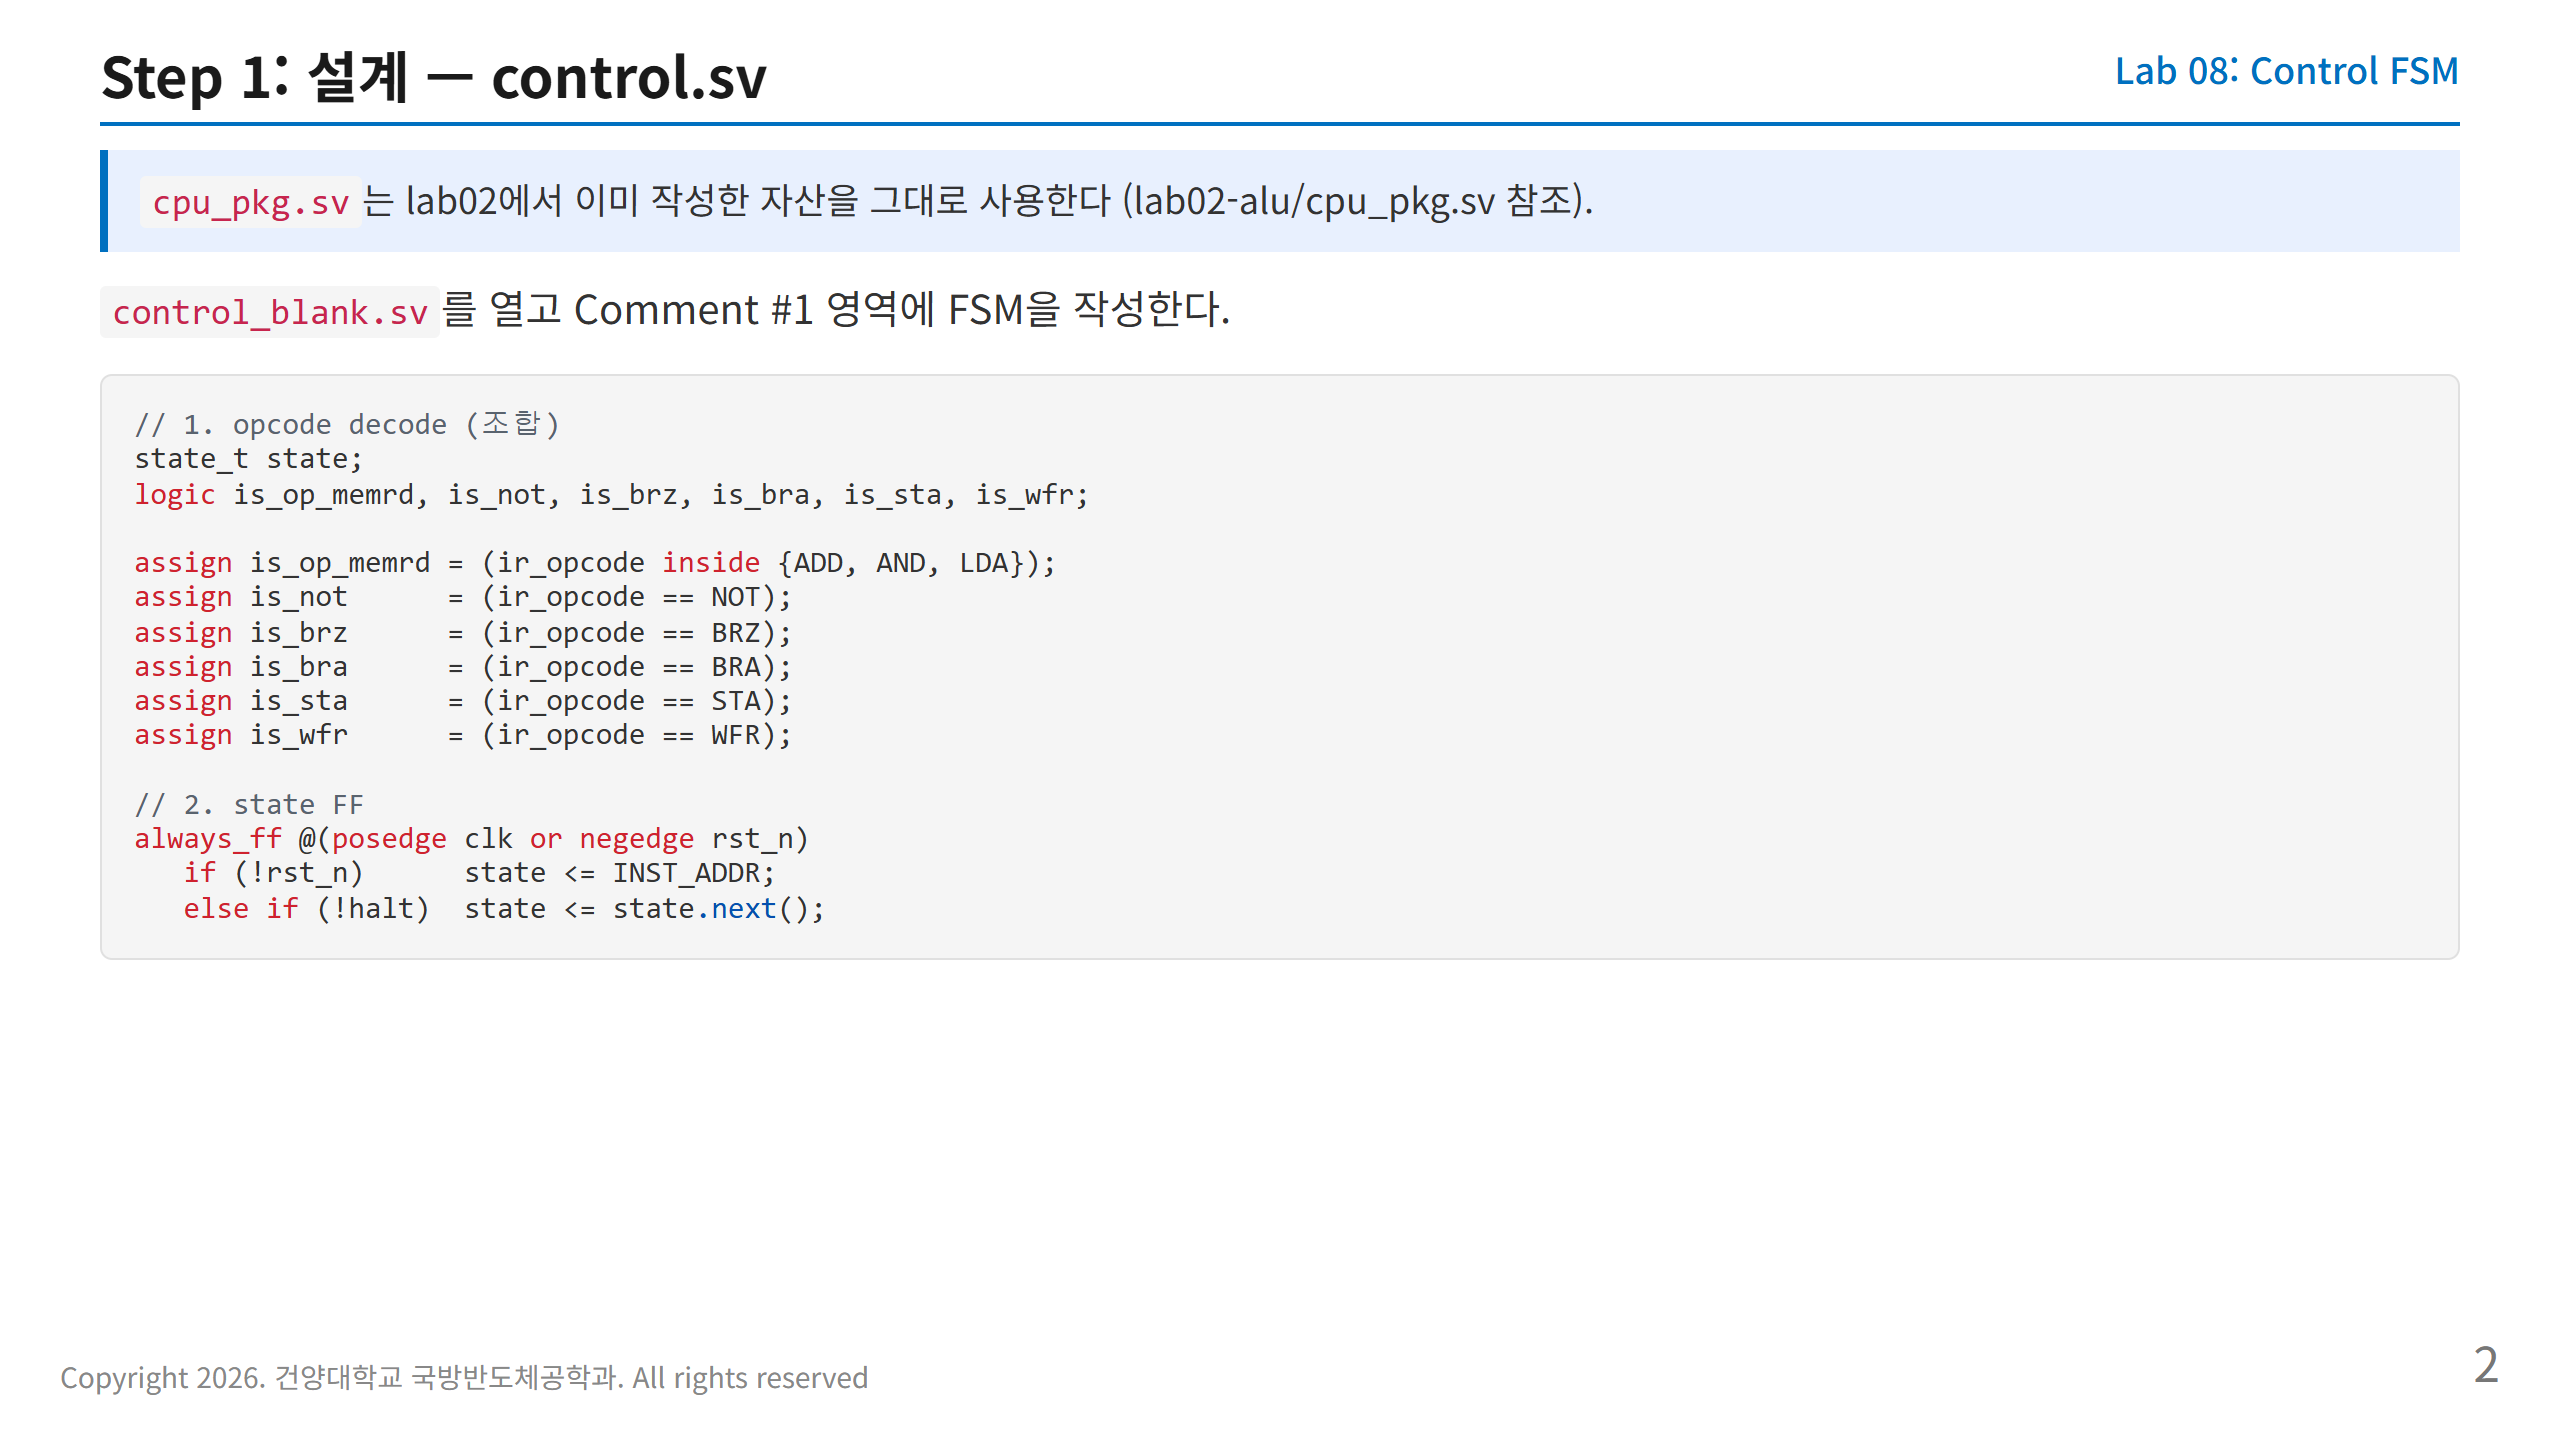 Step 1: 설계 — control.sv
Lab 08: Control FSM
cpu_pkg.sv는 lab02에서 이미 작성한 자산을 그대로 사용한다 (lab02-alu/cpu_pkg.sv 참조).
control_blank.sv를 열고 Comment #1 영역에 FSM을 작성한다.
// 1. opcode decode (조합)
state_t state;
logic is_op_memrd, is_not, is_brz, is_bra, is_sta, is_wfr;
assign is_op_memrd = (ir_opcode inside {ADD, AND, LDA});
assign is_not      = (ir_opcode == NOT);
assign is_brz      = (ir_opcode == BRZ);
assign is_bra      = (ir_opcode == BRA);
assign is_sta      = (ir_opcode == STA);
assign is_wfr      = (ir_opcode == WFR);
// 2. state FF
always_ff @(posedge clk or negedge rst_n)
   if (!rst_n)      state <= INST_ADDR;
   else if (!halt)  state <= state.next();
Copyright 2026. 건양대학교 국방반도체공학과. All rights reserved
2